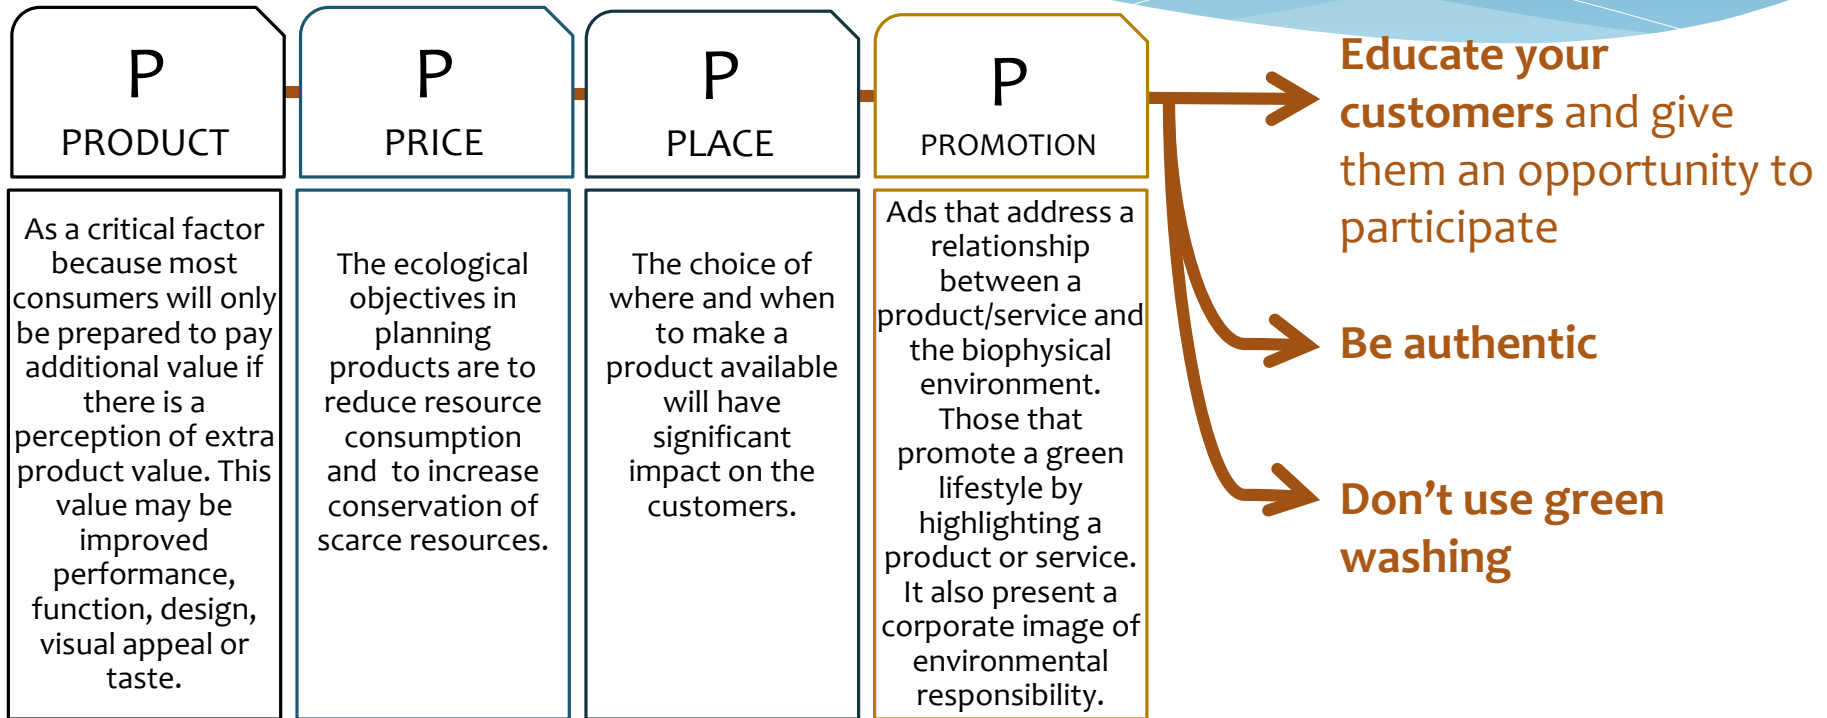 P
PRODUCT
As a critical factor
because most
consumers will only
be prepared to pay
additional value if
there is a
perception of extra
product value. This
value may be
improved
performance,
function, design,
visual appeal or
taste.
P
PRICE
The ecological
objectives in
planning
products are to
reduce resource
consumption
and  to increase
conservation of
scarce resources.
P
PLACE
The choice of
where and when
to make a
product available
will have
significant
impact on the
customers.
P
PROMOTION
Ads that address a
relationship
between a
product/service and
the biophysical
environment.
Those that
promote a green
lifestyle by
highlighting a
product or service.
It also present a
corporate image of
environmental
responsibility.
Educate your
customers and give
them an opportunity to
participate
Be authentic
Don’t use green
washing